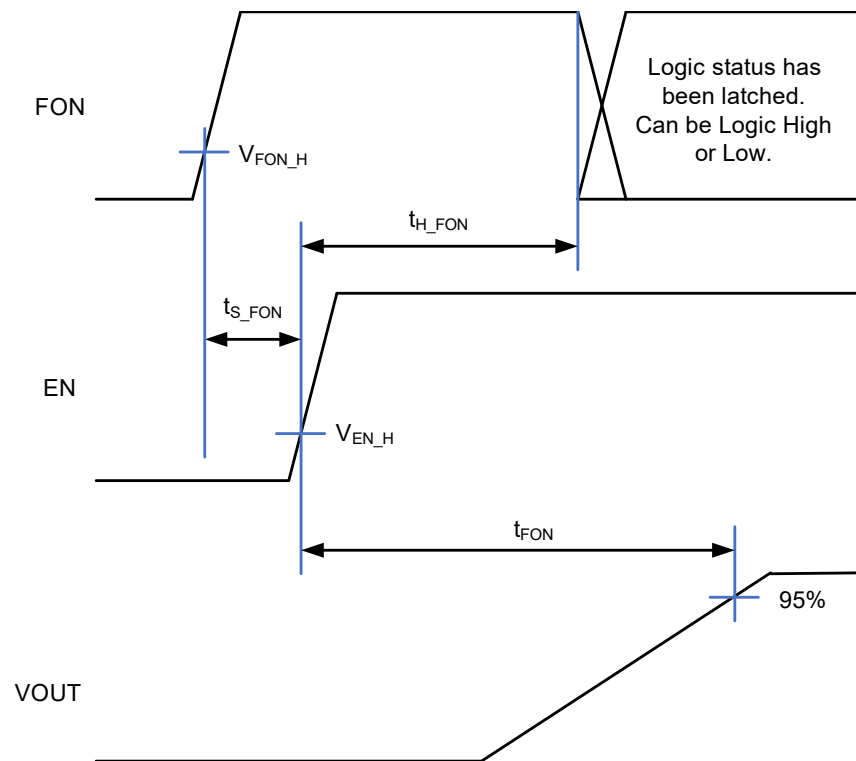 Logic status has
been latched.
Can be Logic High
or Low.
FON
V_FON_H
t_H_FON
t_S_FON
EN
V_EN_H
t_FON
95%
VOUT